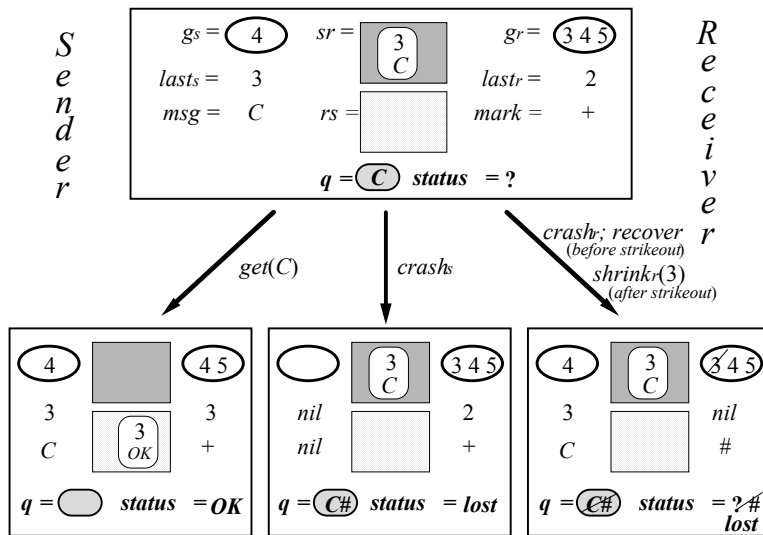 Sender
Receiver
gs = 4 sr = 3 gr = 3 4 5
C
lasts = 3 lastr = 2
msg = C rs = mark = +
q = C status = ?
get(C)
crashs
crashr; recover
(before strikeout)
shrinkr(3)
(after strikeout)
4 4 5
3 3
C 3 +
OK
q = status = OK
3 3 4 5
C
nil 2
nil +
q = C# status = lost
4 3 3 4 5
C
3 nil
C #
q = C# status = ? #
lost